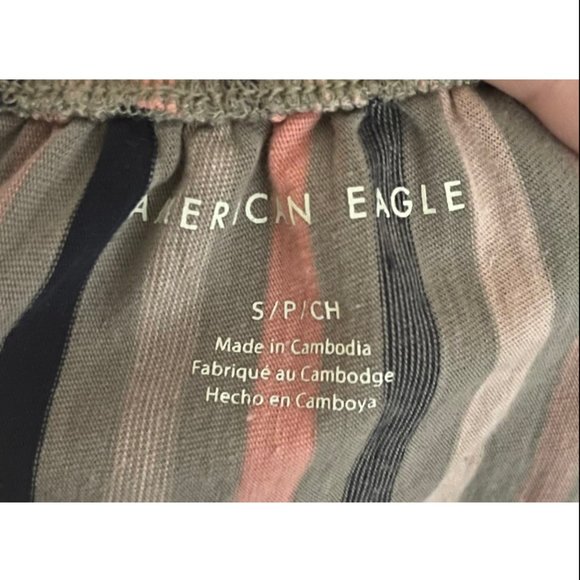 AMERICAN EAGLE
S/P/CH
Made in Cambodia
Fabriqué au Cambodge
Hecho en Camboya